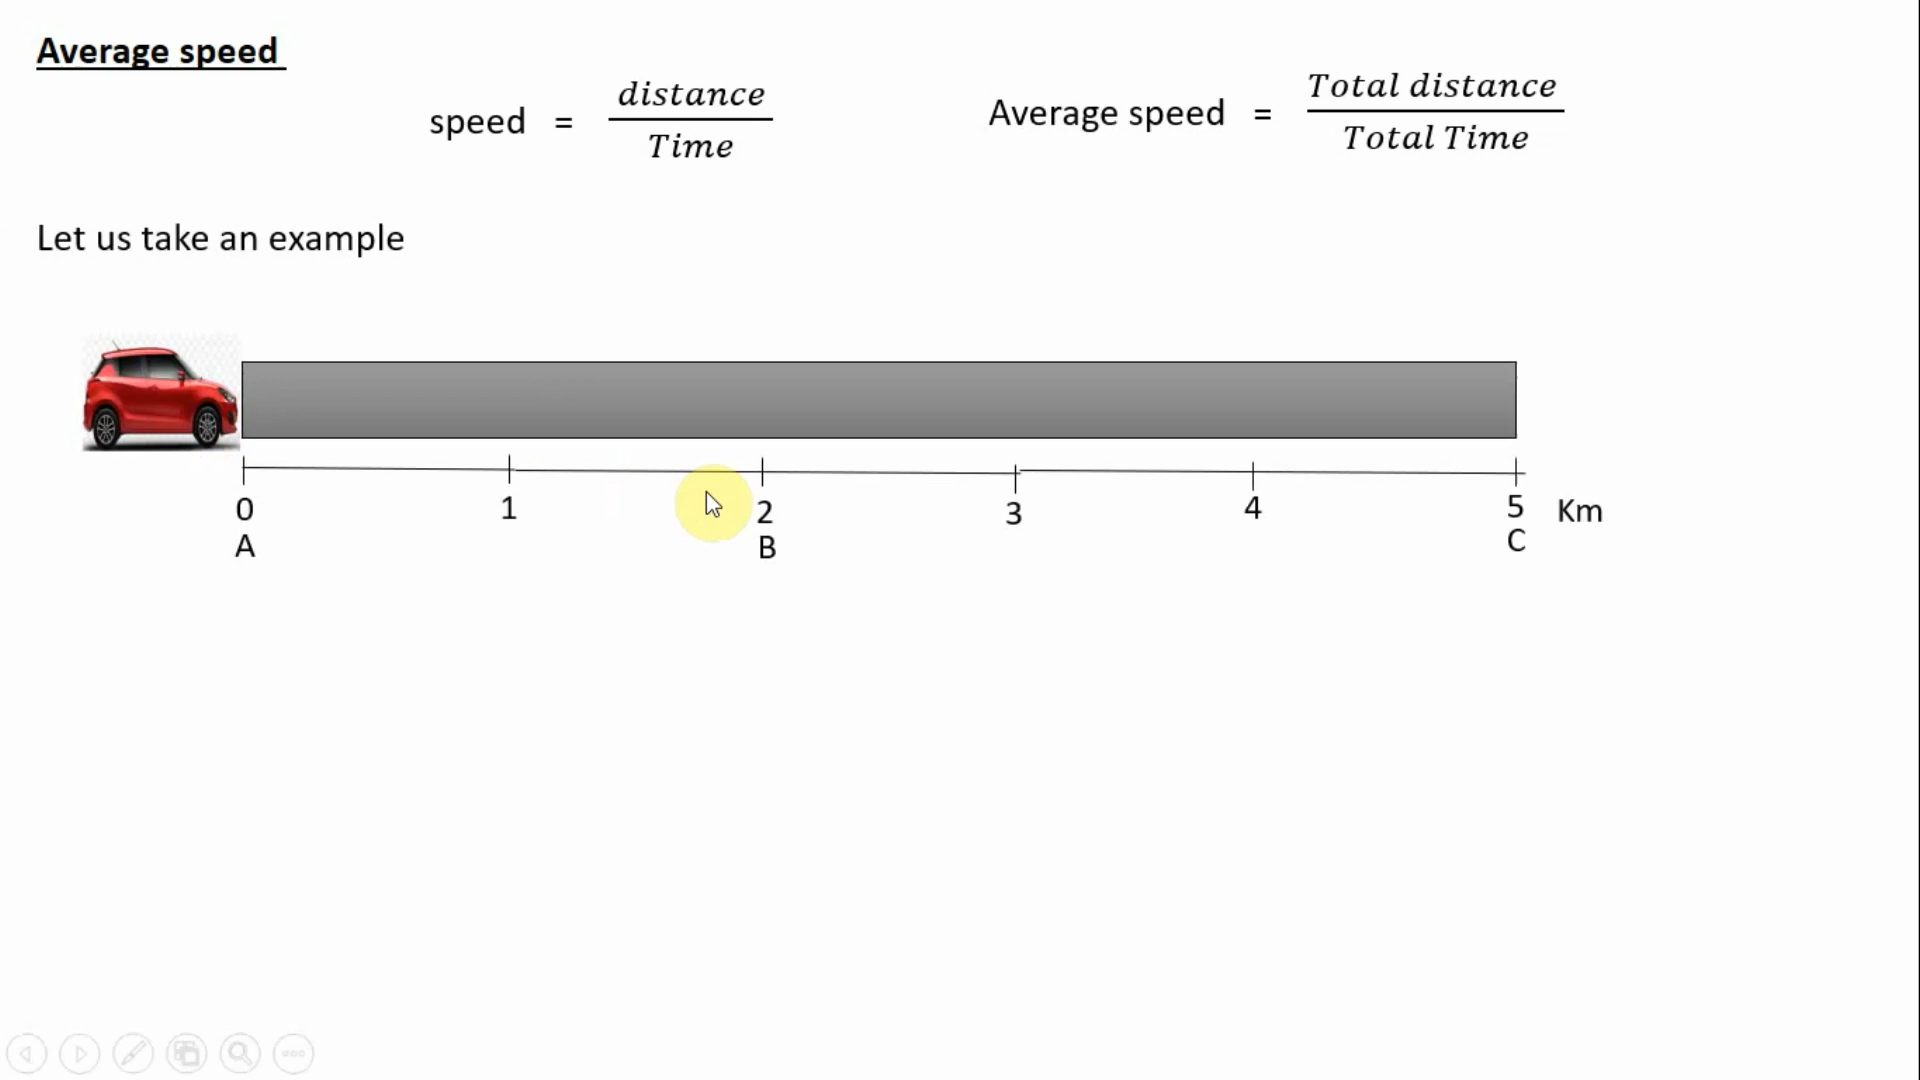 Average speed
speed = distance / Time
Average speed = Total distance / Total Time
Let us take an example
0 1 2 3 4 5 Km
A B C